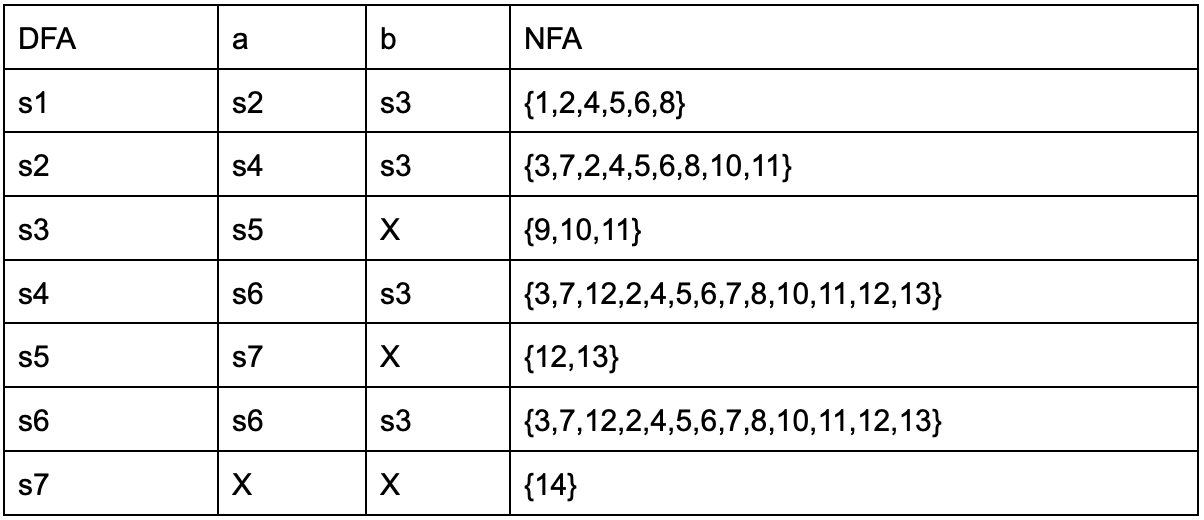 DFA a b NFA
s1 s2 s3 {1,2,4,5,6,8}
s2 s4 s3 {3,7,2,4,5,6,8,10,11}
s3 s5 X {9,10,11}
s4 s6 s3 {3,7,12,2,4,5,6,7,8,10,11,12,13}
s5 s7 X {12,13}
s6 s6 s3 {3,7,12,2,4,5,6,7,8,10,11,12,13}
s7 X X {14}